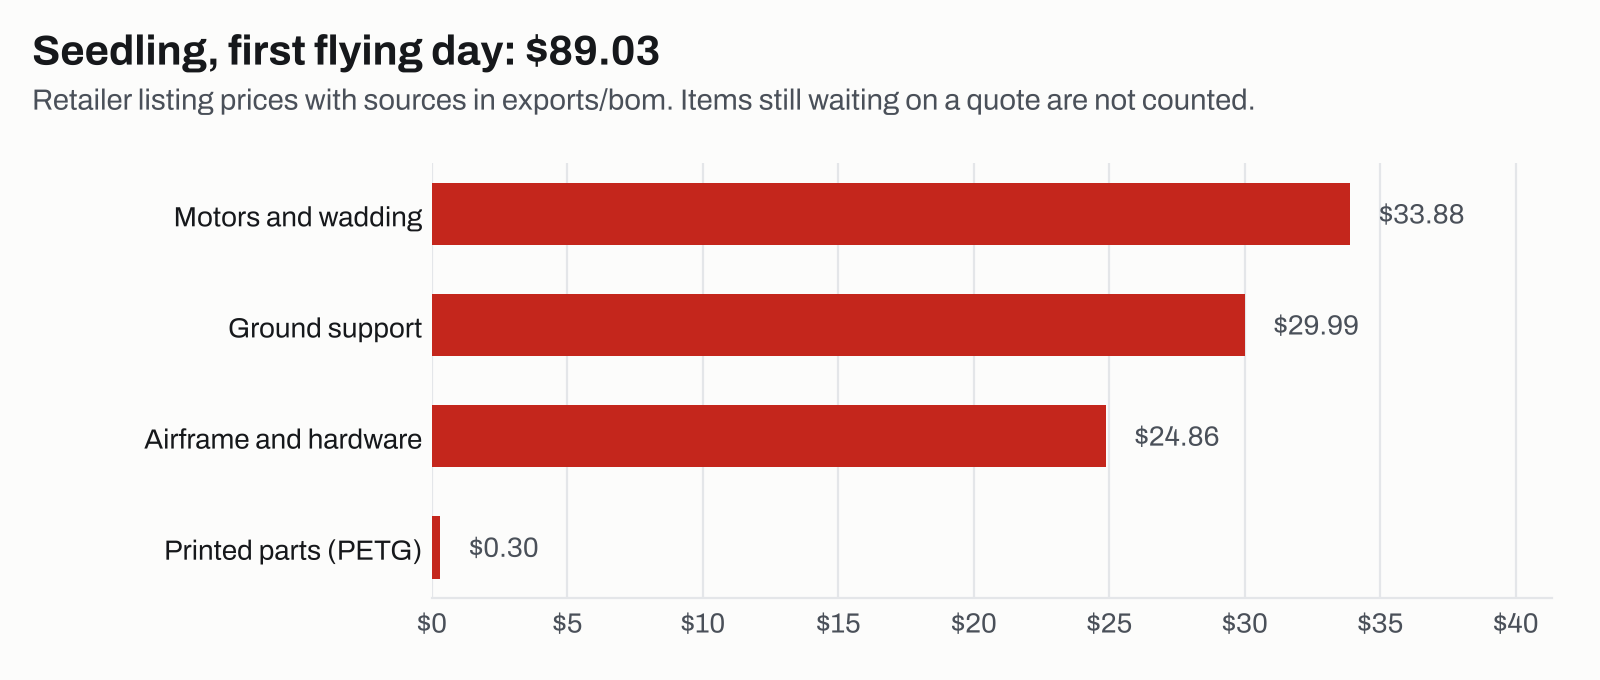 Seedling, first flying day: $89.03
Retailer listing prices with sources in exports/bom. Items still waiting on a quote are not counted.
Motors and wadding
$33.88
Ground support
$29.99
Airframe and hardware
$24.86
Printed parts (PETG)
$0.30
$0 $5 $10 $15 $20 $25 $30 $35 $40